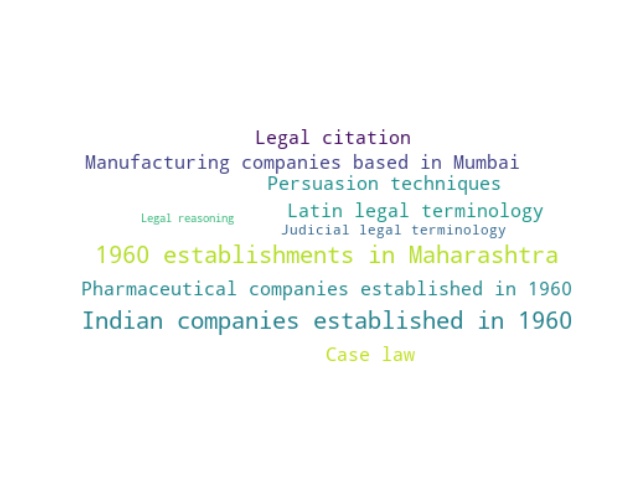 Legal citation
Manufacturing companies based in Mumbai
Persuasion techniques
Latin legal terminology
Legal reasoning
Judicial legal terminology
1960 establishments in Maharashtra
Pharmaceutical companies established in 1960
Indian companies established in 1960
Case law